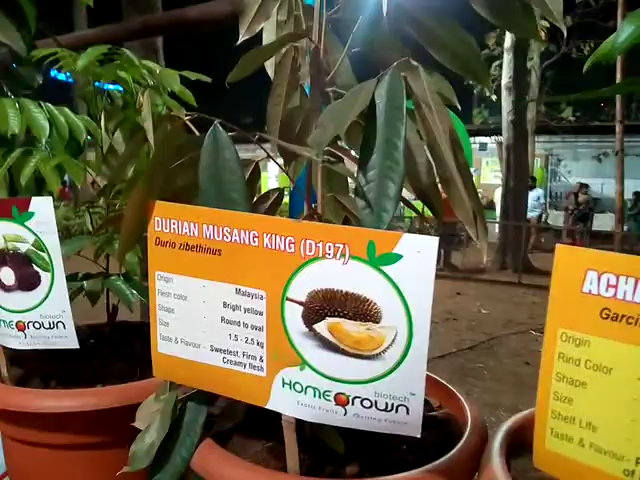 DURIAN MUSANG KING (D197)
Durio zibethinus
Origin - Malaysia
Flesh color - Bright yellow
Shape - Round to oval
Size - 1.5 - 2.5 kg
Taste & Flavour - Sweetest, Firm & Creamy flesh
HOMEGROWN
biotech
Exotic Fruits
ACHA
Garci
Origin
Rind Color
Shape
Size
Shelf Life
Taste & Flavour-
of
biotech